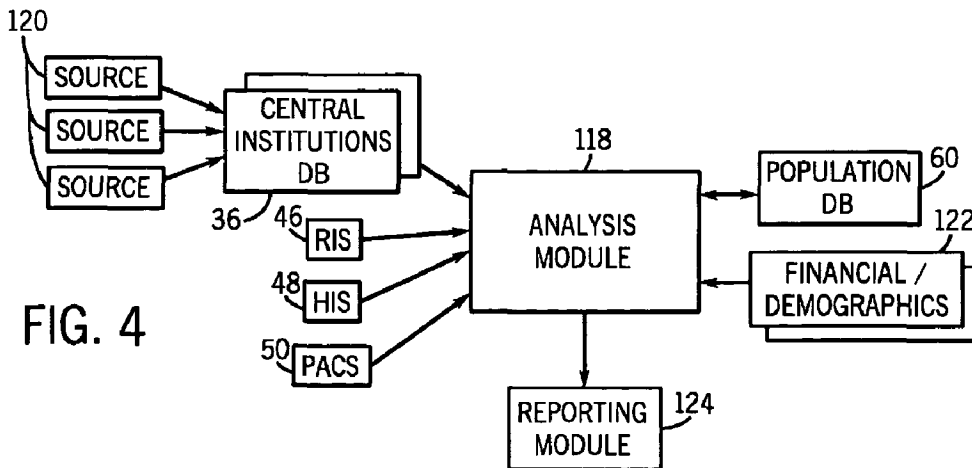 120
SOURCE
SOURCE
SOURCE
CENTRAL
INSTITUTIONS
DB
36
46
RIS
48
HIS
50
PACS
118
ANALYSIS
MODULE
POPULATION
DB
60
122
FINANCIAL /
DEMOGRAPHICS
REPORTING
MODULE
124
FIG. 4